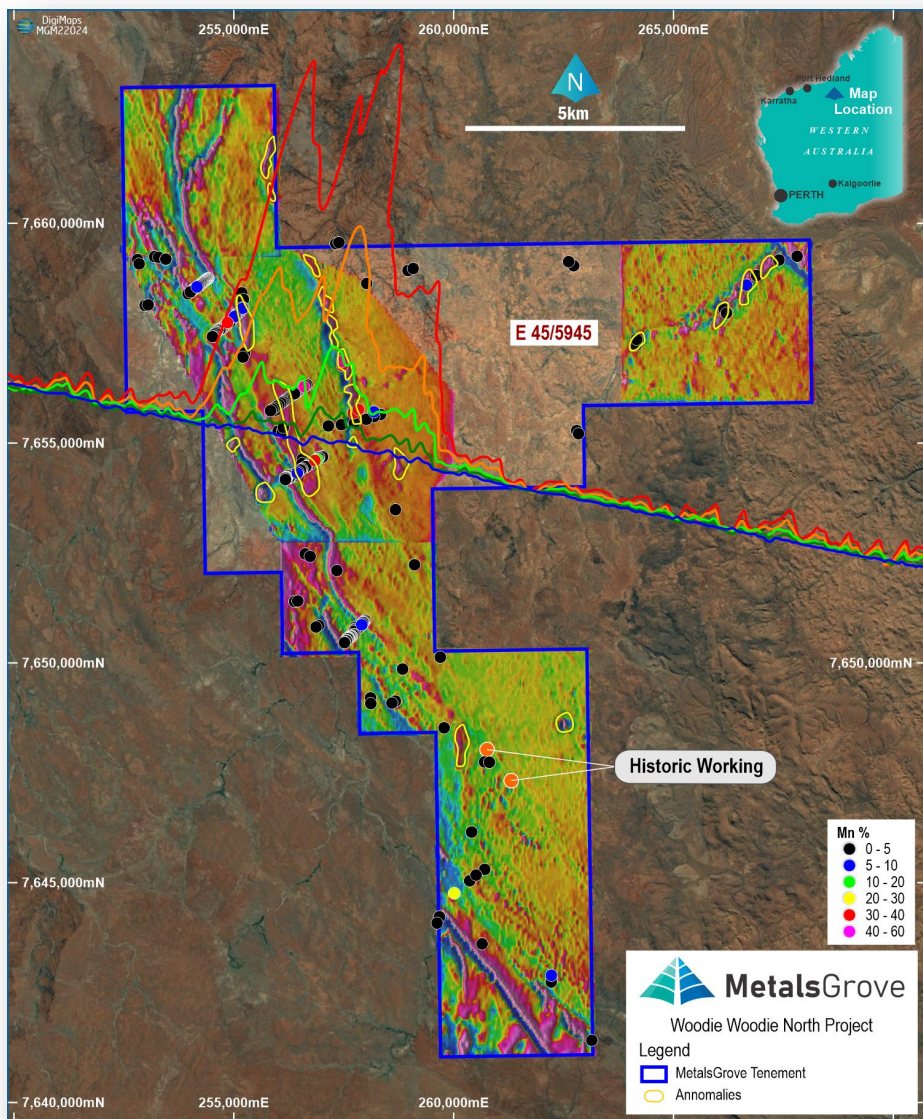 DigiMaps
MGM22024
255,000mE
260,000mE
265,000mE
N
5km
Port Hedland
Karratha
Map
Location
WESTERN
AUSTRALIA
Kalgoorlie
PERTH
7,660,000mN
E 45/5945
7,655,000mN
7,650,000mN
7,650,000mN
Historic Working
Mn %
0 - 5
5 - 10
10 - 20
20 - 30
30 - 40
40 - 60
7,645,000mN
MetalsGrove
Woodie Woodie North Project
Legend
MetalsGrove Tenement
Annomalies
7,640,000mN
255,000mE
260,000mE